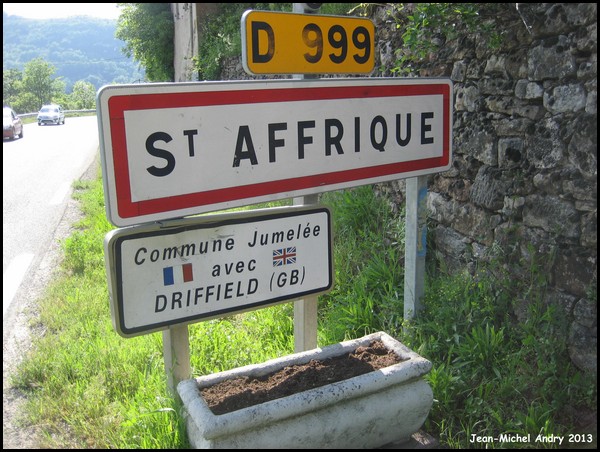 D 999
ST AFFRIQUE
Commune Jumelée
avec
DRIFFIELD (GB)
Jean-Michel Andry 2013